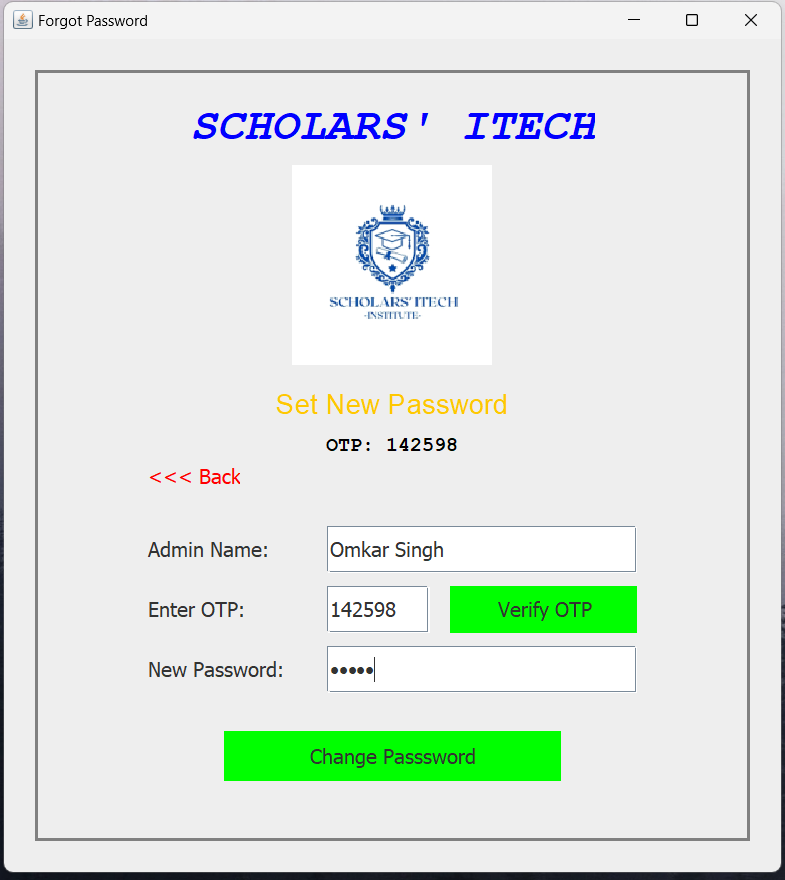 Forgot Password
SCHOLARS' ITECH
SCHOLARS'ITECH
-INSTITUTE-
Set New Password
OTP: 142598
<<< Back
Admin Name: Omkar Singh
Enter OTP: 142598 Verify OTP
New Password: •••••
Change Passsword